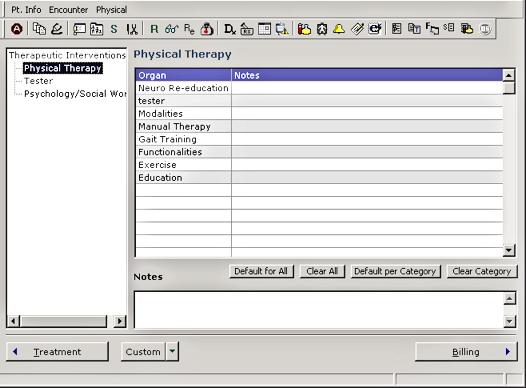 Pt. Info Encounter Physical
S R Re Dx
Therapeutic Interventions
Physical Therapy
Tester
Psychology/Social Wor
Physical Therapy
Organ Notes
Neuro Re-education
tester
Modalities
Manual Therapy
Gait Training
Functionalities
Exercise
Education
Default for All Clear All Default per Category Clear Category
Notes
Treatment Custom Billing